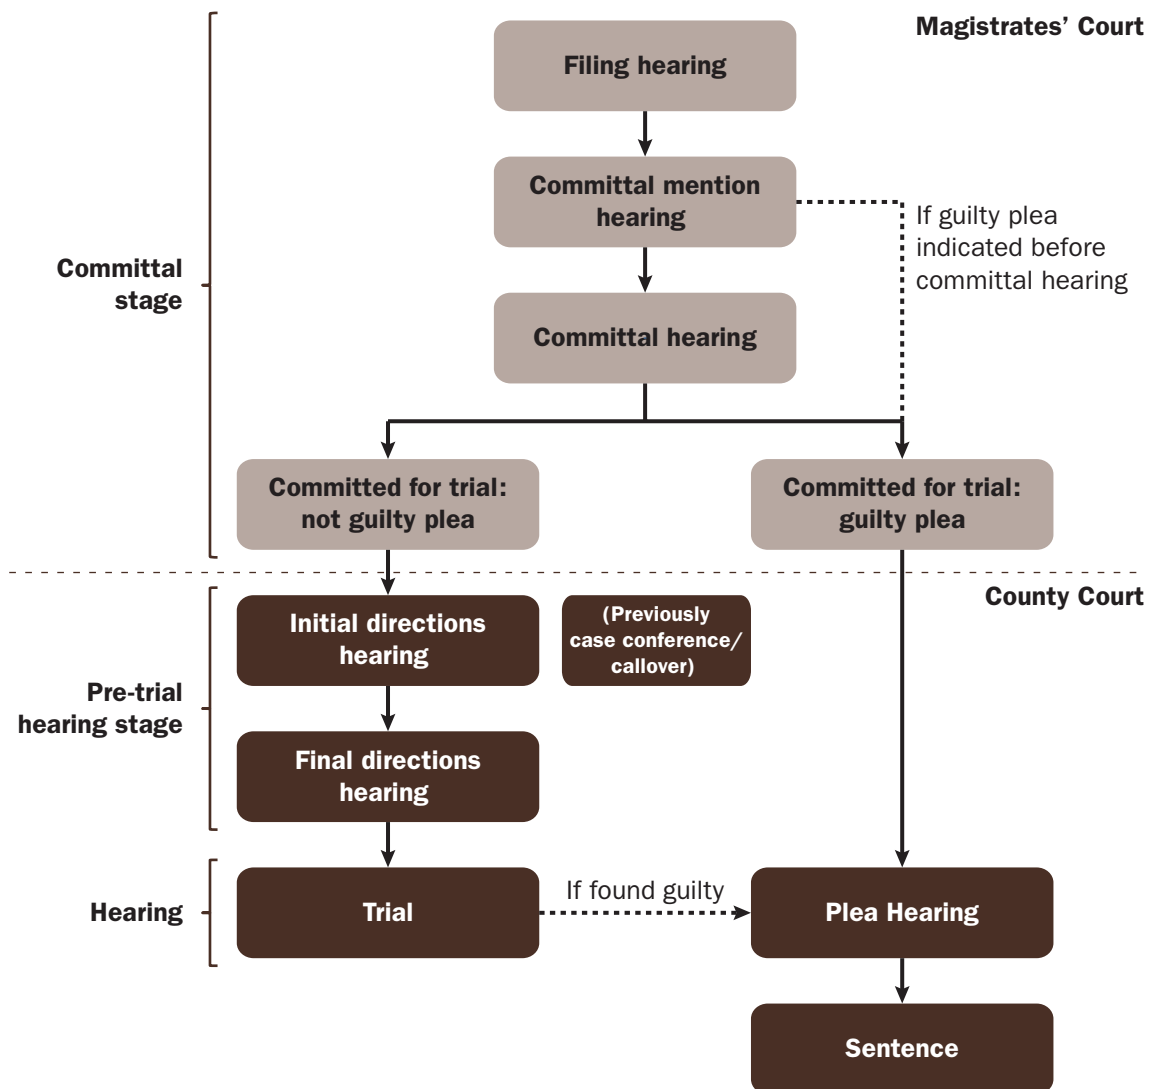 Magistrates’ Court
Filing hearing
Committal mention
hearing
If guilty plea
indicated before
committal hearing
Committal
stage
Committal hearing
Committed for trial:
not guilty plea
Committed for trial:
guilty plea
County Court
Initial directions
hearing
(Previously
case conference/
callover)
Pre-trial
hearing stage
Final directions
hearing
Hearing
Trial
If found guilty
Plea Hearing
Sentence